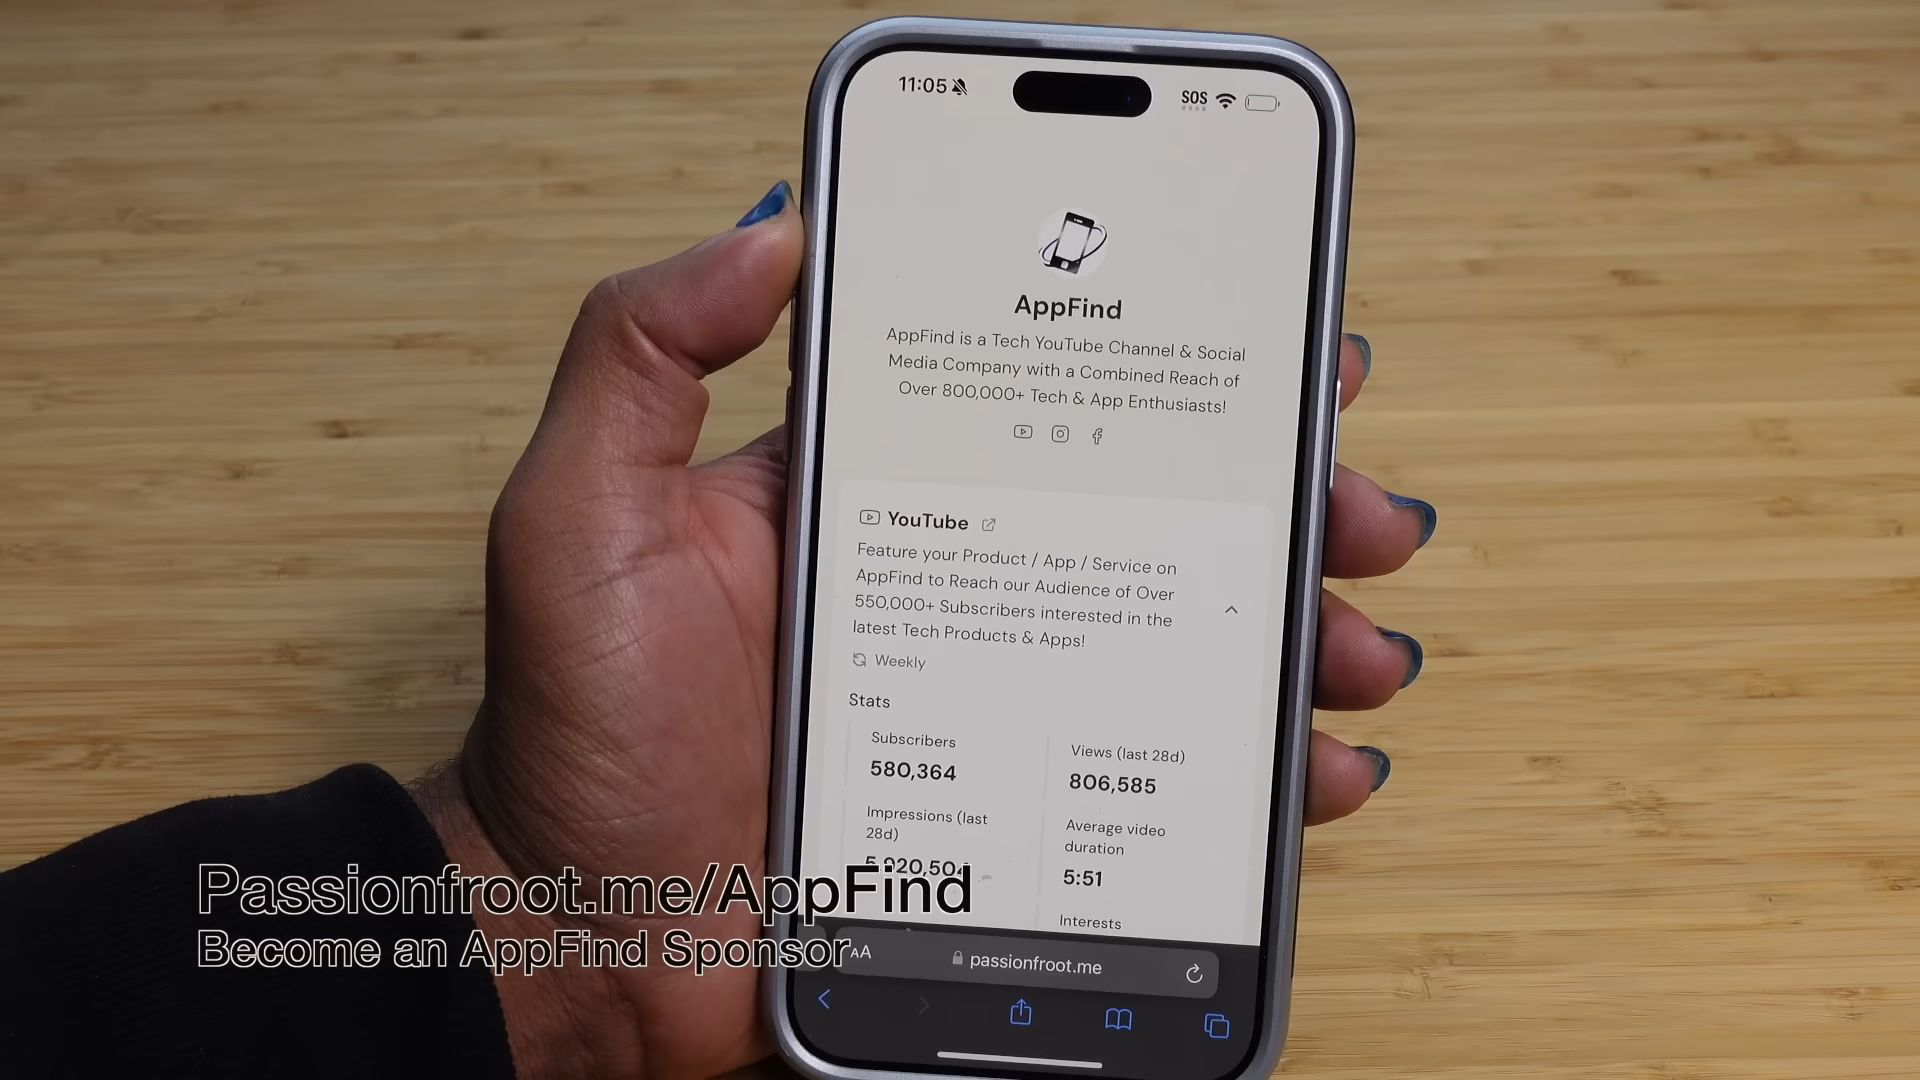 11:05
SOS
AppFind
AppFind is a Tech YouTube Channel & Social
Media Company with a Combined Reach of
Over 800,000+ Tech & App Enthusiasts!
YouTube
Feature your Product / App / Service on
AppFind to Reach our Audience of Over
550,000+ Subscribers interested in the
latest Tech Products & Apps!
Weekly
Stats
Subscribers
580,364
Views (last 28d)
806,585
Impressions (last
28d)
Average video
duration
5:51
Interests
Passionfroot.me/AppFind
Become an AppFind Sponsor
AA
passionfroot.me